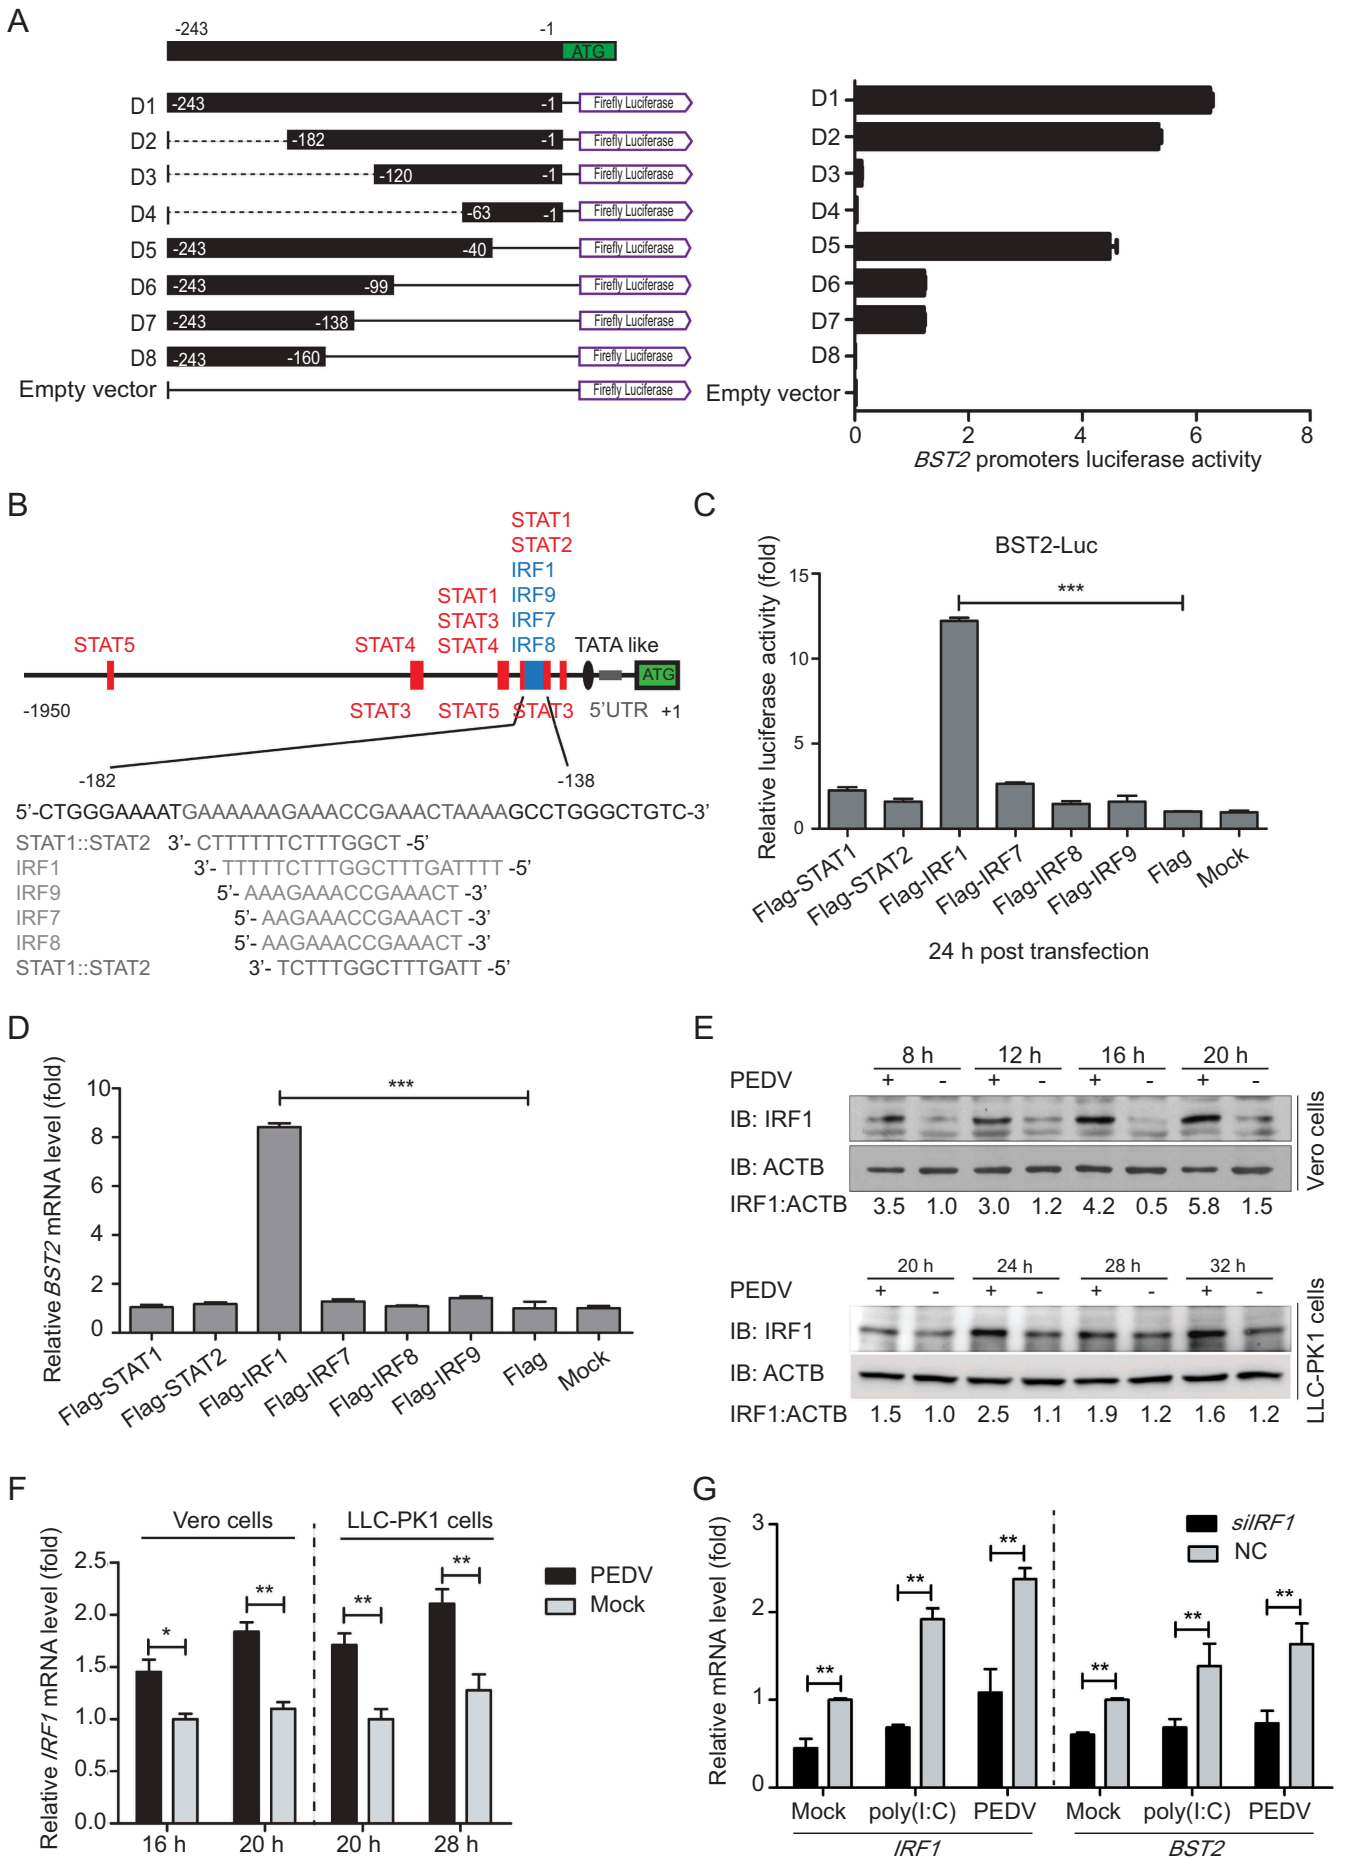 A
-243 -1
ATG
D1 -243 -1 Firefly Luciferase
D2 -182 -1 Firefly Luciferase
D3 -120 -1 Firefly Luciferase
D4 -63 -1 Firefly Luciferase
D5 -243 -40 Firefly Luciferase
D6 -243 -99 Firefly Luciferase
D7 -243 -138 Firefly Luciferase
D8 -243 -160 Firefly Luciferase
Empty vector Firefly Luciferase
D1
D2
D3
D4
D5
D6
D7
D8
Empty vector
0 2 4 6 8
BST2 promoters luciferase activity
B
STAT1
STAT2
IRF1
STAT1 IRF9
STAT3 IRF7
STAT5 STAT4 STAT4 IRF8 TATA like
ATG
-1950 STAT3 STAT5 STAT3 5’UTR +1
-182 -138
5’-CTGGGAAAATGAAAAAAGAAACCGAAACTAAAAGCCTGGGCTGTC-3’
STAT1::STAT2 3’- CTTTTTTCTTTGGCT -5’
IRF1 3’- TTTTTCTTTGGCTTTGATTTT -5’
IRF9 5’- AAAGAAACCGAAACT -3’
IRF7 5’- AAGAAACCGAAACT -3’
IRF8 5’- AAGAAACCGAAACT -3’
STAT1::STAT2 3’- TCTTTGGCTTTGATT -5’
C
BST2-Luc
Relative luciferase activity (fold)
15
10
5
0
***
Flag-STAT1
Flag-STAT2
Flag-IRF1
Flag-IRF7
Flag-IRF8
Flag-IRF9
Flag
Mock
24 h post transfection
D
Relative BST2 mRNA level (fold)
10
8
6
4
2
0
***
Flag-STAT1
Flag-STAT2
Flag-IRF1
Flag-IRF7
Flag-IRF8
Flag-IRF9
Flag
Mock
E
8 h 12 h 16 h 20 h
PEDV + - + - + - + -
IB: IRF1
IB: ACTB
IRF1:ACTB 3.5 1.0 3.0 1.2 4.2 0.5 5.8 1.5
Vero cells
20 h 24 h 28 h 32 h
PEDV + - + - + - + -
IB: IRF1
IB: ACTB
IRF1:ACTB 1.5 1.0 2.5 1.1 1.9 1.2 1.6 1.2
LLC-PK1 cells
F
Vero cells LLC-PK1 cells
Relative IRF1 mRNA level (fold)
2.5
2.0
1.5
1.0
0.5
0.0
* ** ** **
PEDV
Mock
16 h 20 h 20 h 28 h
G
Relative mRNA level (fold)
3
2
1
0
** ** ** ** ** **
siIRF1
NC
Mock poly(I:C) PEDV Mock poly(I:C) PEDV
IRF1 BST2